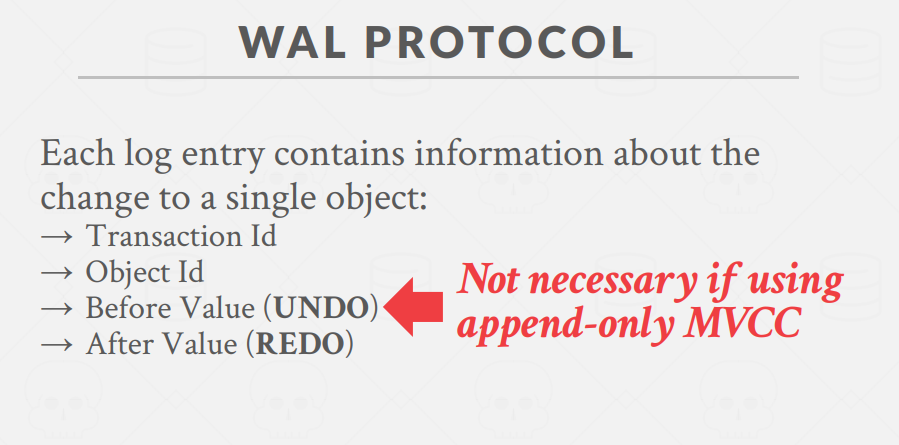 WAL PROTOCOL
Each log entry contains information about the
change to a single object:
→ Transaction Id
→ Object Id
→ Before Value (UNDO)
→ After Value (REDO)
Not necessary if using
append-only MVCC